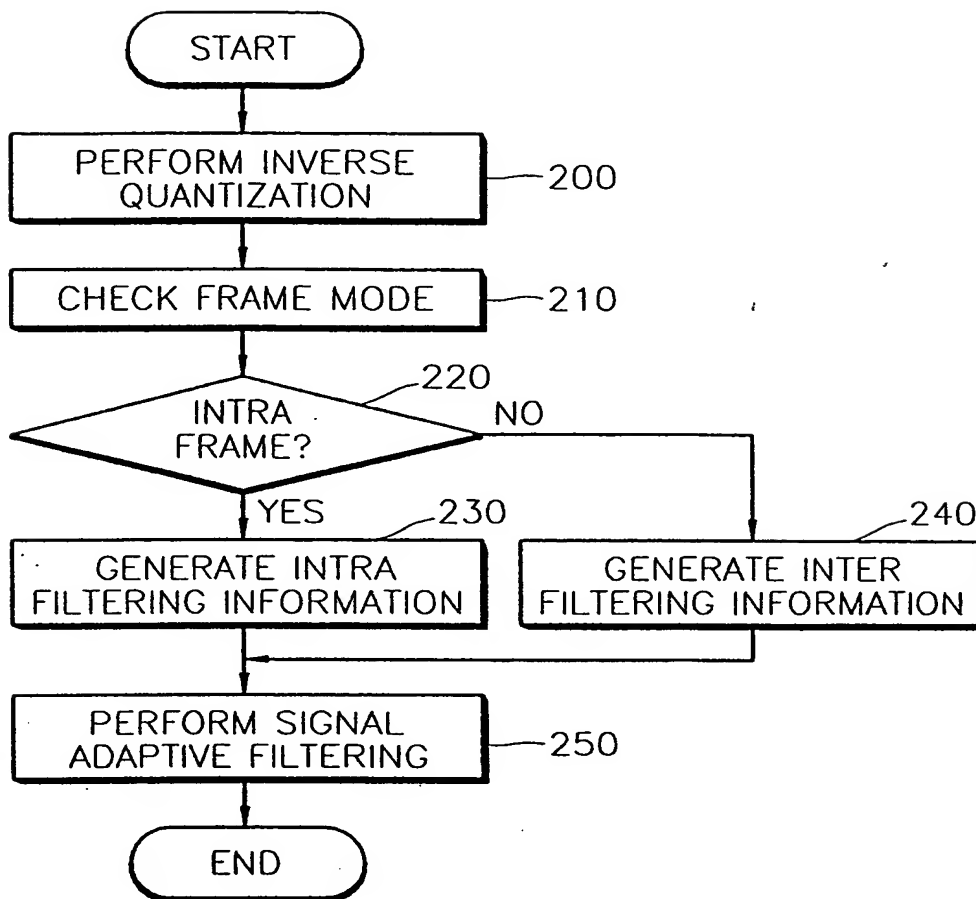 START
PERFORM INVERSE
QUANTIZATION
200
CHECK FRAME MODE
210
220
INTRA
FRAME?
NO
YES
230
240
GENERATE INTRA
FILTERING INFORMATION
GENERATE INTER
FILTERING INFORMATION
PERFORM SIGNAL
ADAPTIVE FILTERING
250
END